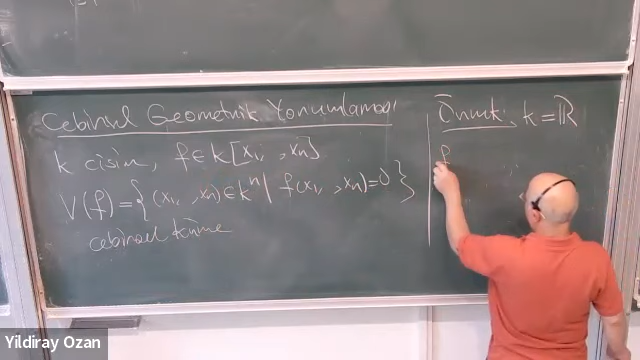 Cebirsel Geometrik Yorumlaması
k cisim, f ∈ k[x₁, , xₙ]
V(f) = { (x₁, , xₙ) ∈ kⁿ | f(x₁, , xₙ) = 0 }
cebirsel küme
Örnek, k = ℝ
f
Yildiray Ozan